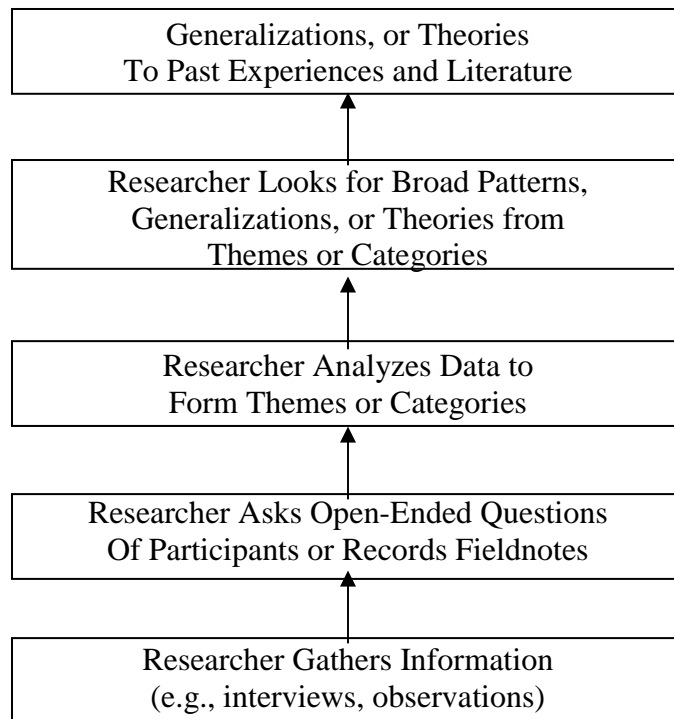 Generalizations, or Theories
To Past Experiences and Literature
Researcher Looks for Broad Patterns,
Generalizations, or Theories from
Themes or Categories
Researcher Analyzes Data to
Form Themes or Categories
Researcher Asks Open-Ended Questions
Of Participants or Records Fieldnotes
Researcher Gathers Information
(e.g., interviews, observations)